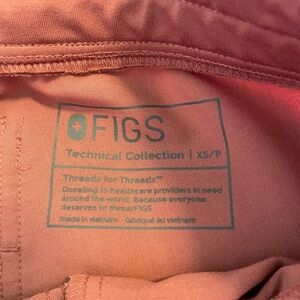 FIGS
Technical Collection | XS/P
Threads for Threads™
Donating to healthcare providers in need
around the world. Because everyone
deserves to #wearFIGS
made in vietnam fabriqué au vietnam